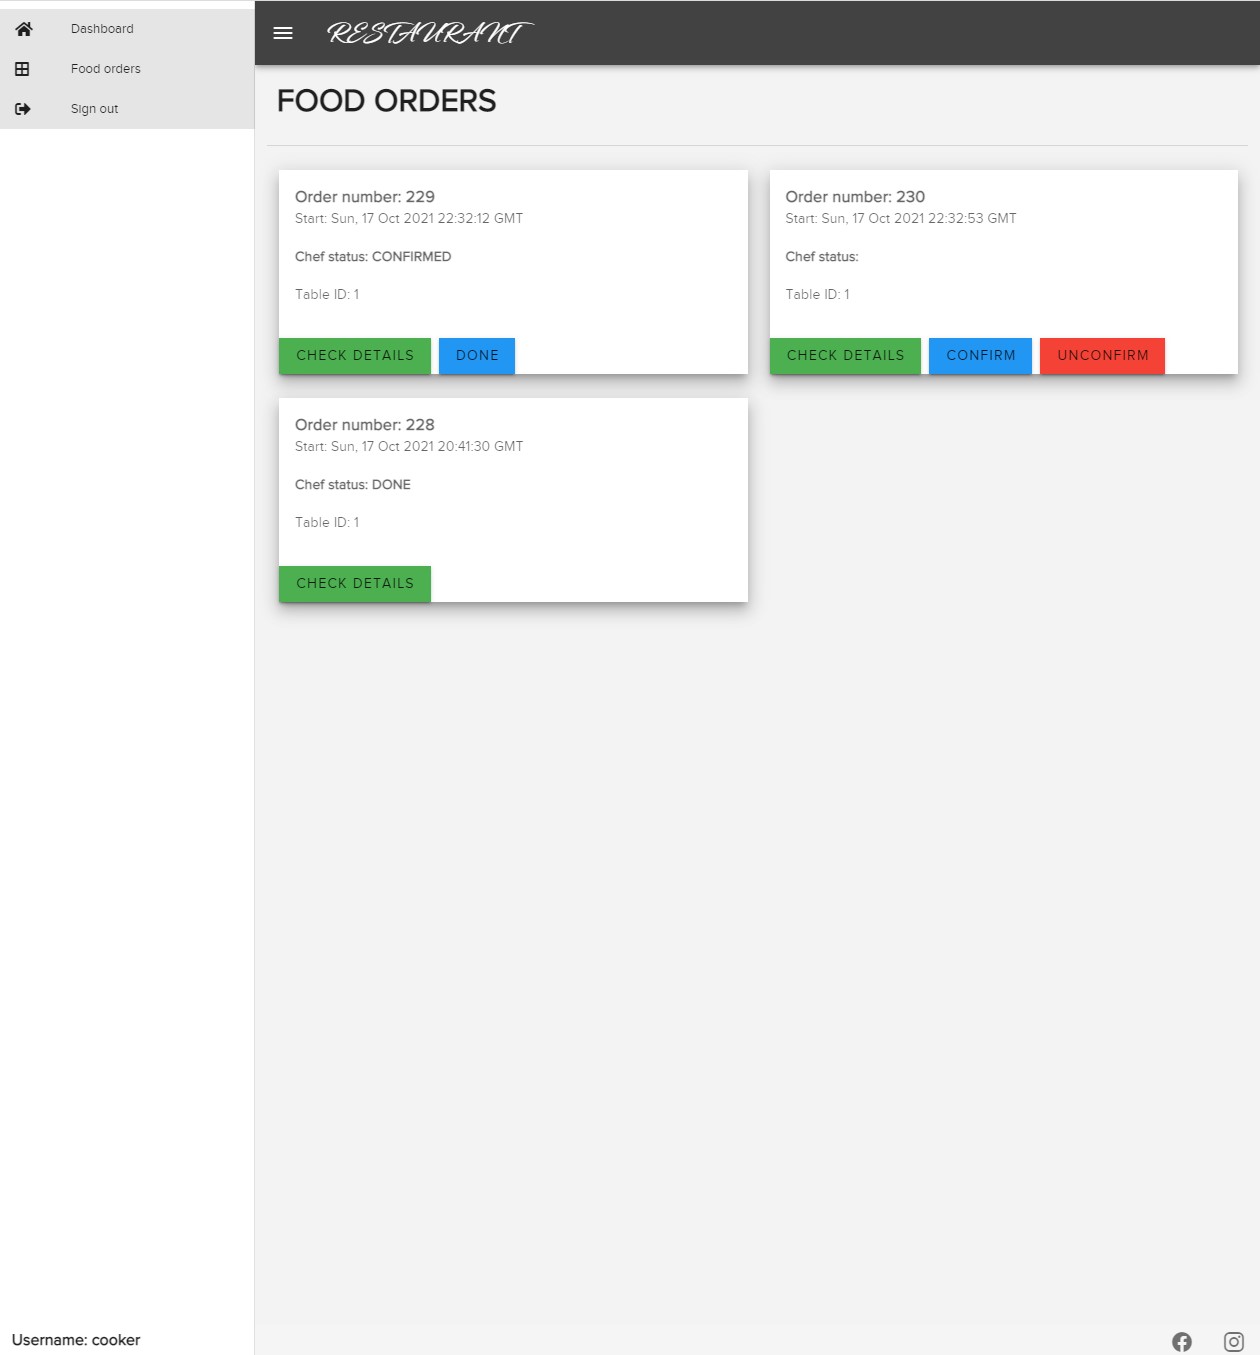 Dashboard
Food orders
Sign out
RESTAURANT
FOOD ORDERS
Order number: 229
Start: Sun, 17 Oct 2021 22:32:12 GMT
Chef status: CONFIRMED
Table ID: 1
CHECK DETAILS
DONE
Order number: 230
Start: Sun, 17 Oct 2021 22:32:53 GMT
Chef status:
Table ID: 1
CHECK DETAILS
CONFIRM
UNCONFIRM
Order number: 228
Start: Sun, 17 Oct 2021 20:41:30 GMT
Chef status: DONE
Table ID: 1
CHECK DETAILS
Username: cooker